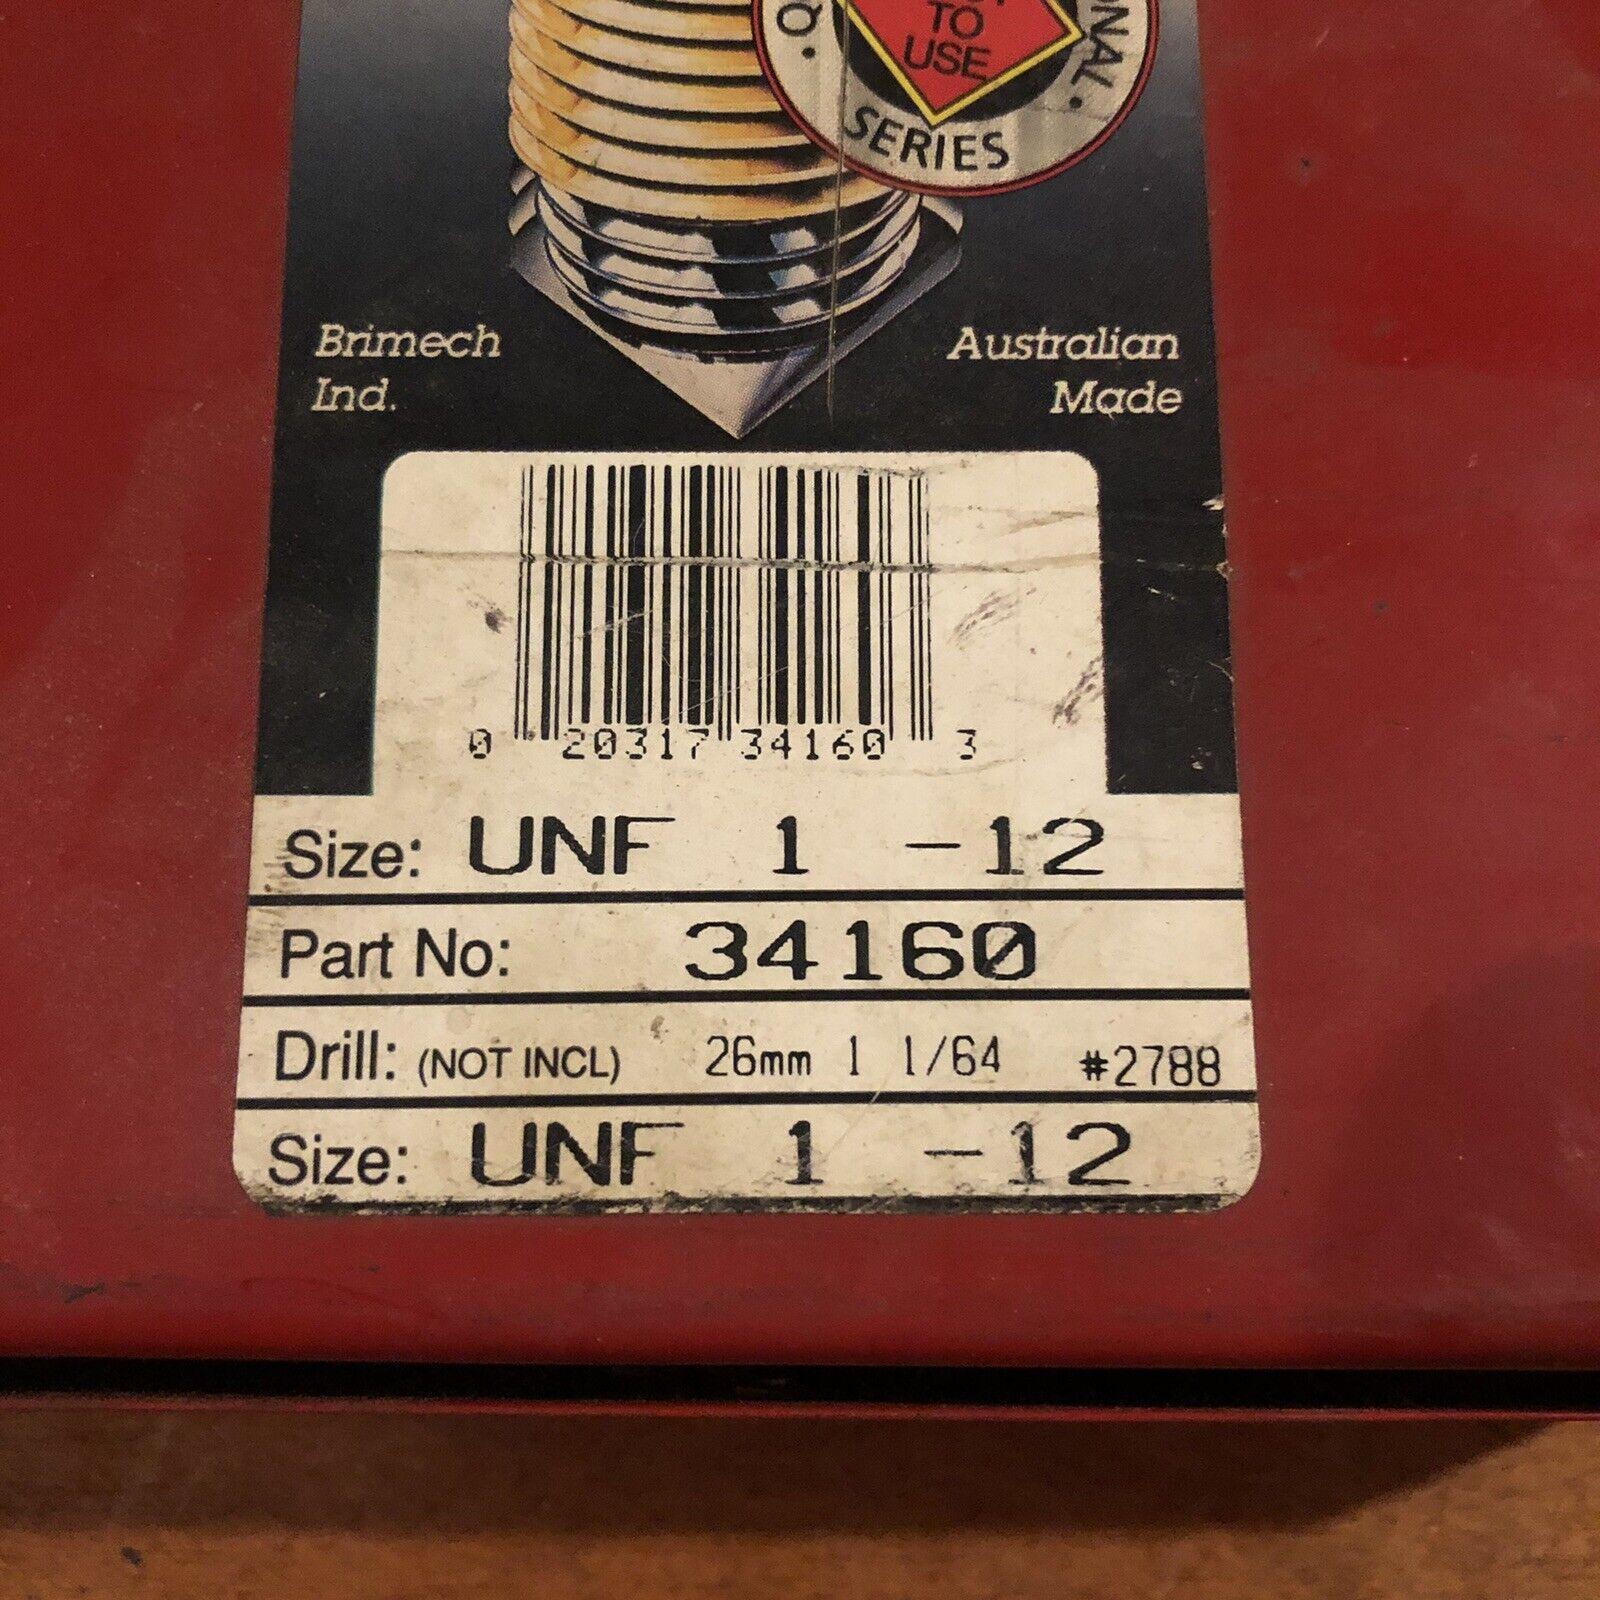 TO
USE
SERIES
Brimech
Ind.
Australian
Made
0 20317 34160 3
Size: UNF 1 -12
Part No: 34160
Drill: (NOT INCL) 26mm 1 1/64 #2788
Size: UNF 1 -12